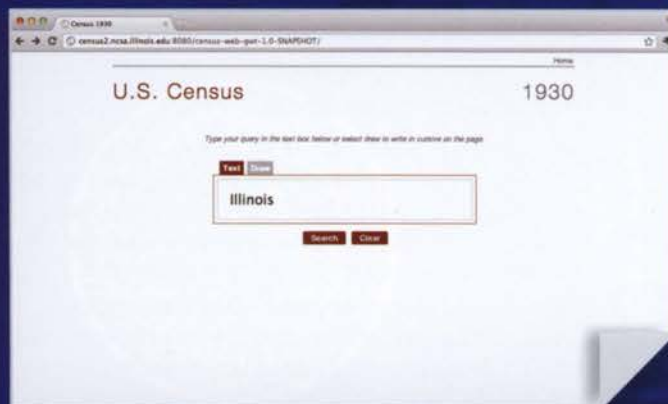 Census 1930
census2.ncsa.illinois.edu:8080/census-web-gwt-1.0-SNAPSHOT/
Home
U.S. Census
1930
Type your query in the text box below or select draw to write in cursive on the page
Text Draw
Illinois
Search Clear